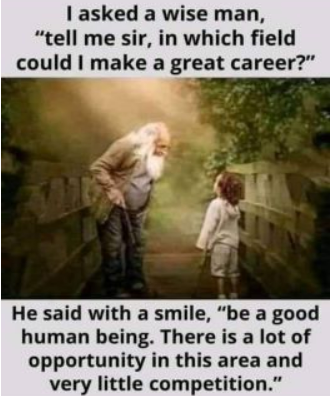 I asked a wise man,
“tell me sir, in which field
could I make a great career?”
He said with a smile, “be a good
human being. There is a lot of
opportunity in this area and
very little competition.”